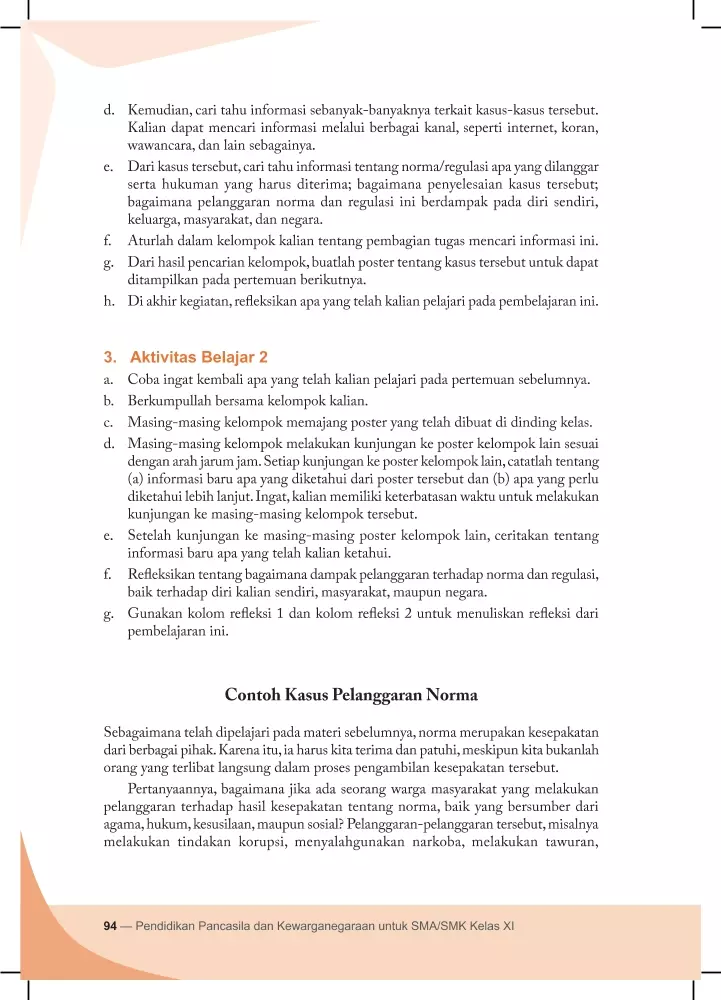 d. Kemudian, cari tahu informasi sebanyak-banyaknya terkait kasus-kasus tersebut.
Kalian dapat mencari informasi melalui berbagai kanal, seperti internet, koran,
wawancara, dan lain sebagainya.
e. Dari kasus tersebut, cari tahu informasi tentang norma/regulasi apa yang dilanggar
serta hukuman yang harus diterima; bagaimana penyelesaian kasus tersebut;
bagaimana pelanggaran norma dan regulasi ini berdampak pada diri sendiri,
keluarga, masyarakat, dan negara.
f. Aturlah dalam kelompok kalian tentang pembagian tugas mencari informasi ini.
g. Dari hasil pencarian kelompok, buatlah poster tentang kasus tersebut untuk dapat
ditampilkan pada pertemuan berikutnya.
h. Di akhir kegiatan, refleksikan apa yang telah kalian pelajari pada pembelajaran ini.
3. Aktivitas Belajar 2
a. Coba ingat kembali apa yang telah kalian pelajari pada pertemuan sebelumnya.
b. Berkumpullah bersama kelompok kalian.
c. Masing-masing kelompok memajang poster yang telah dibuat di dinding kelas.
d. Masing-masing kelompok melakukan kunjungan ke poster kelompok lain sesuai
dengan arah jarum jam. Setiap kunjungan ke poster kelompok lain, catatlah tentang
(a) informasi baru apa yang diketahui dari poster tersebut dan (b) apa yang perlu
diketahui lebih lanjut. Ingat, kalian memiliki keterbatasan waktu untuk melakukan
kunjungan ke masing-masing kelompok tersebut.
e. Setelah kunjungan ke masing-masing poster kelompok lain, ceritakan tentang
informasi baru apa yang telah kalian ketahui.
f. Refleksikan tentang bagaimana dampak pelanggaran terhadap norma dan regulasi,
baik terhadap diri kalian sendiri, masyarakat, maupun negara.
g. Gunakan kolom refleksi 1 dan kolom refleksi 2 untuk menuliskan refleksi dari
pembelajaran ini.
Contoh Kasus Pelanggaran Norma
Sebagaimana telah dipelajari pada materi sebelumnya, norma merupakan kesepakatan
dari berbagai pihak. Karena itu, ia harus kita terima dan patuhi, meskipun kita bukanlah
orang yang terlibat langsung dalam proses pengambilan kesepakatan tersebut.
Pertanyaannya, bagaimana jika ada seorang warga masyarakat yang melakukan
pelanggaran terhadap hasil kesepakatan tentang norma, baik yang bersumber dari
agama, hukum, kesusilaan, maupun sosial? Pelanggaran-pelanggaran tersebut, misalnya
melakukan tindakan korupsi, menyalahgunakan narkoba, melakukan tawuran,
94 — Pendidikan Pancasila dan Kewarganegaraan untuk SMA/SMK Kelas XI